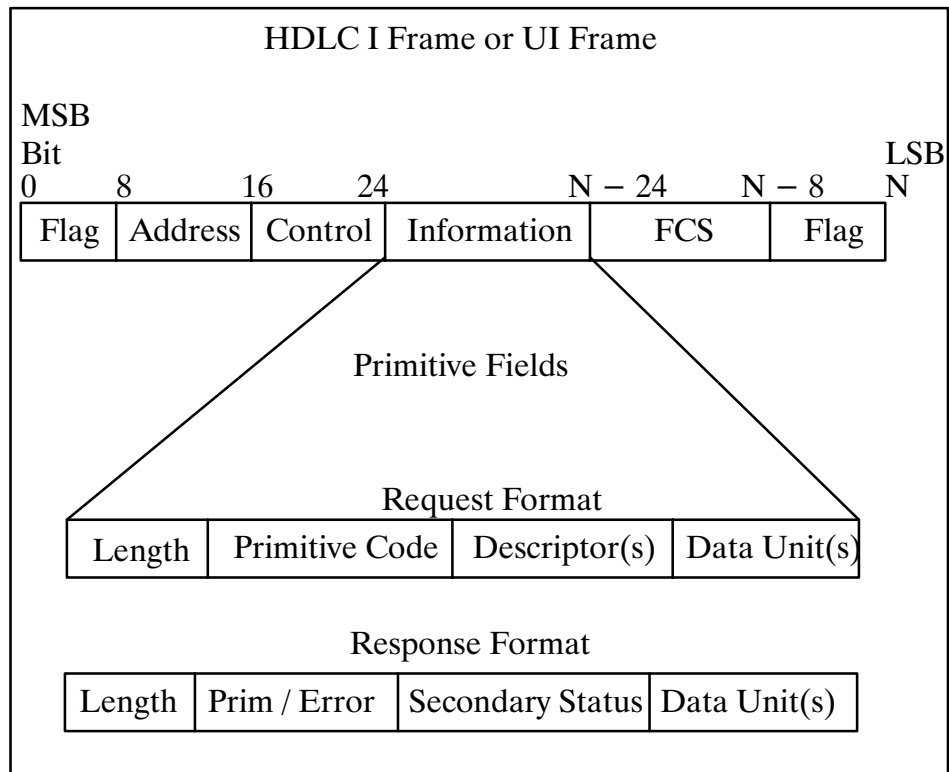 HDLC I Frame or UI Frame
MSB
Bit LSB
0 8 16 24 N − 24 N − 8 N
Flag Address Control Information FCS Flag
Primitive Fields
Request Format
Length Primitive Code Descriptor(s) Data Unit(s)
Response Format
Length Prim / Error Secondary Status Data Unit(s)